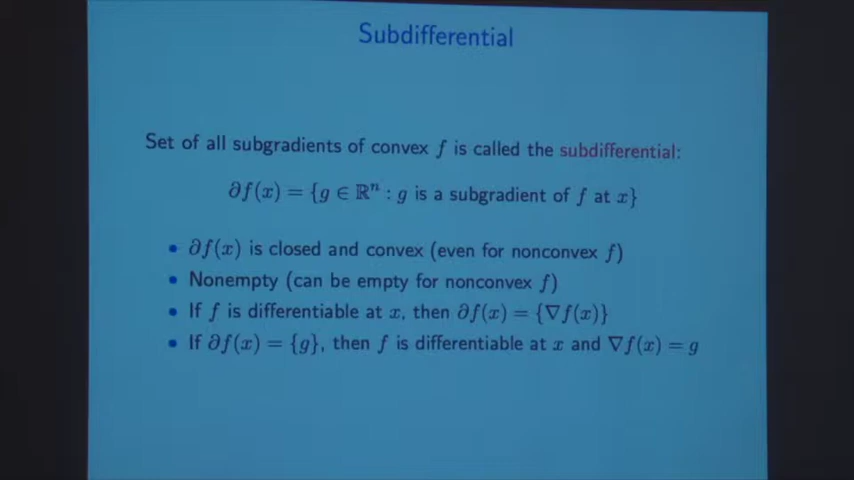 Subdifferential
Set of all subgradients of convex f is called the subdifferential:
∂f(x) = {g ∈ ℝⁿ : g is a subgradient of f at x}
• ∂f(x) is closed and convex (even for nonconvex f)
• Nonempty (can be empty for nonconvex f)
• If f is differentiable at x, then ∂f(x) = {∇f(x)}
• If ∂f(x) = {g}, then f is differentiable at x and ∇f(x) = g